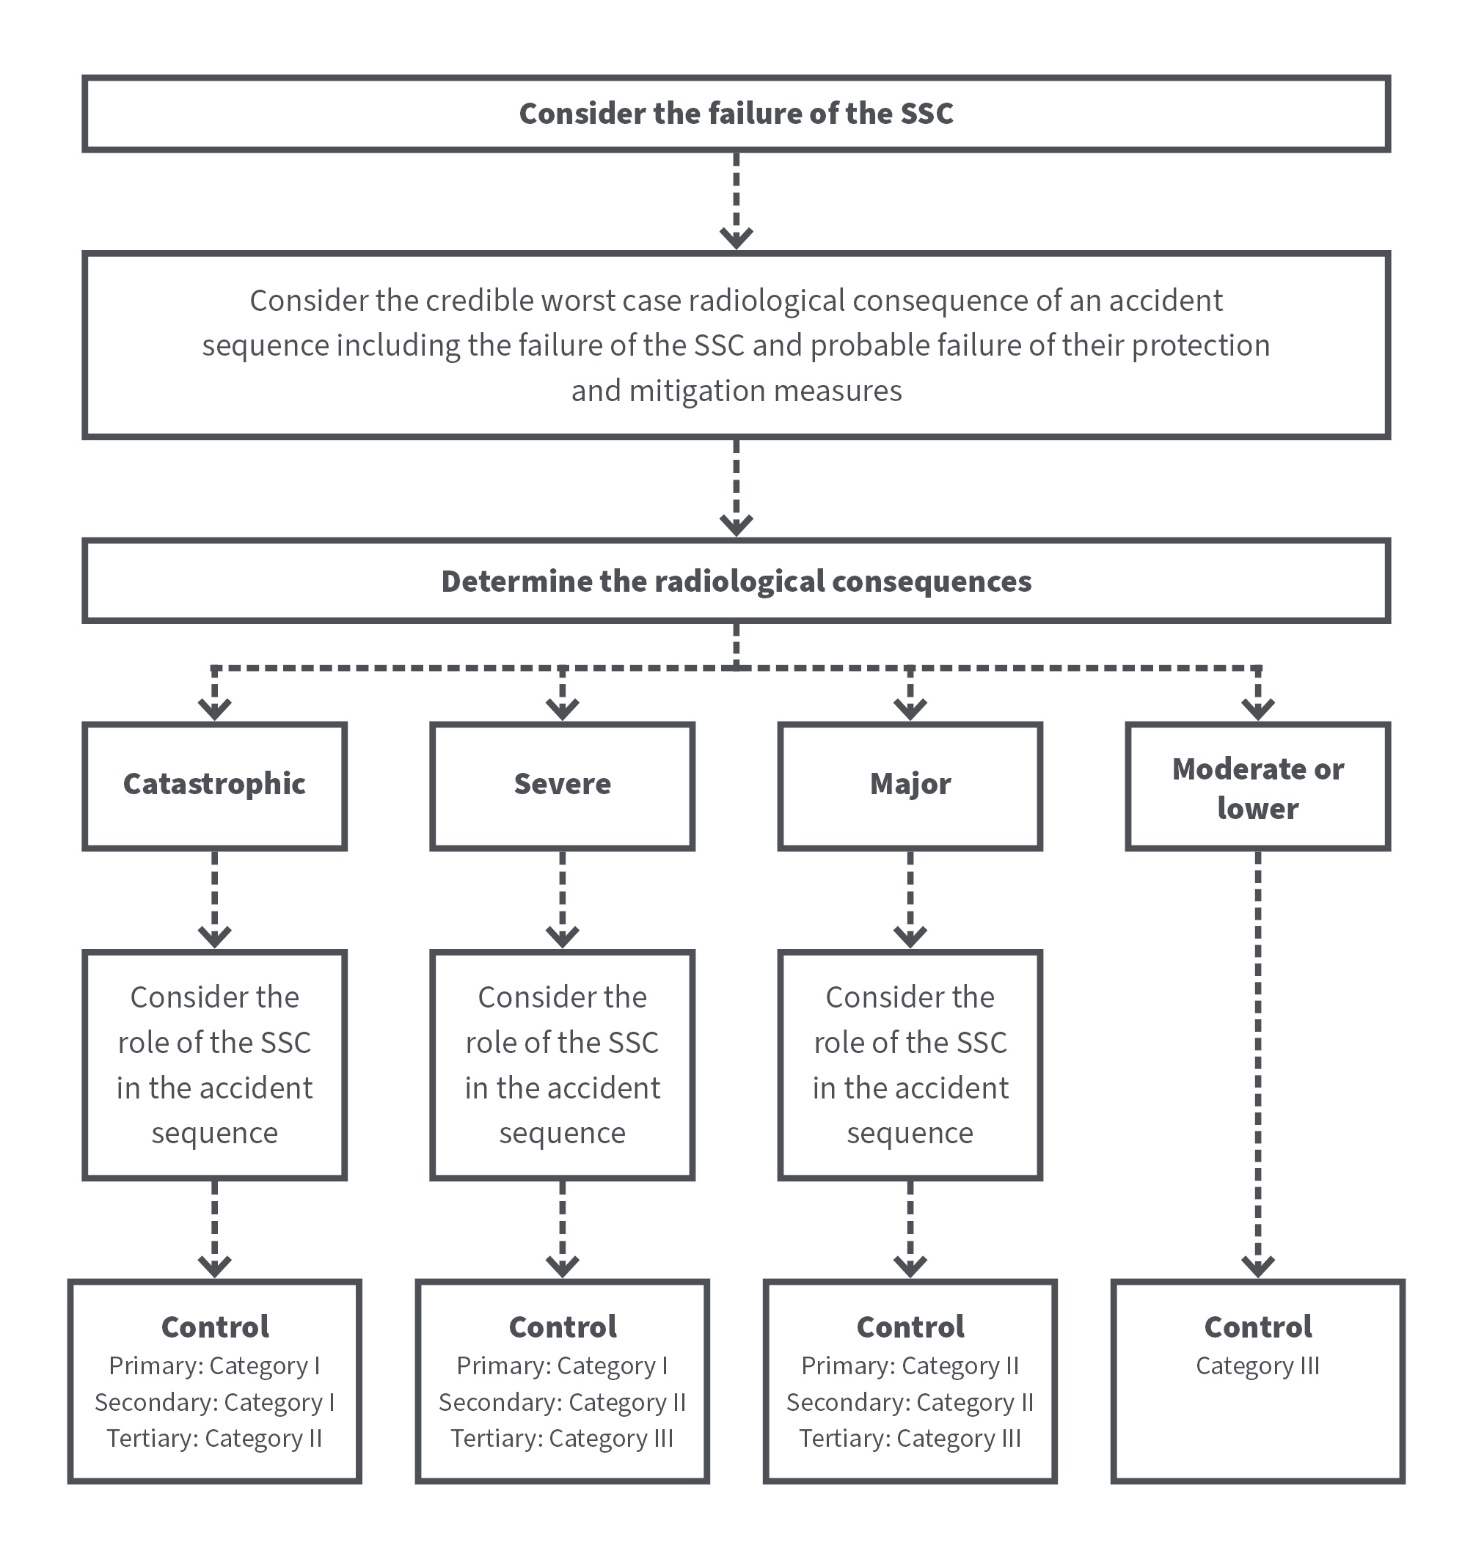 Consider the failure of the SSC
Consider the credible worst case radiological consequence of an accident
sequence including the failure of the SSC and probable failure of their protection
and mitigation measures
Determine the radiological consequences
Catastrophic
Severe
Major
Moderate or
lower
Consider the
role of the SSC
in the accident
sequence
Consider the
role of the SSC
in the accident
sequence
Consider the
role of the SSC
in the accident
sequence
Control
Primary: Category I
Secondary: Category I
Tertiary: Category II
Control
Primary: Category I
Secondary: Category II
Tertiary: Category III
Control
Primary: Category II
Secondary: Category II
Tertiary: Category III
Control
Category III